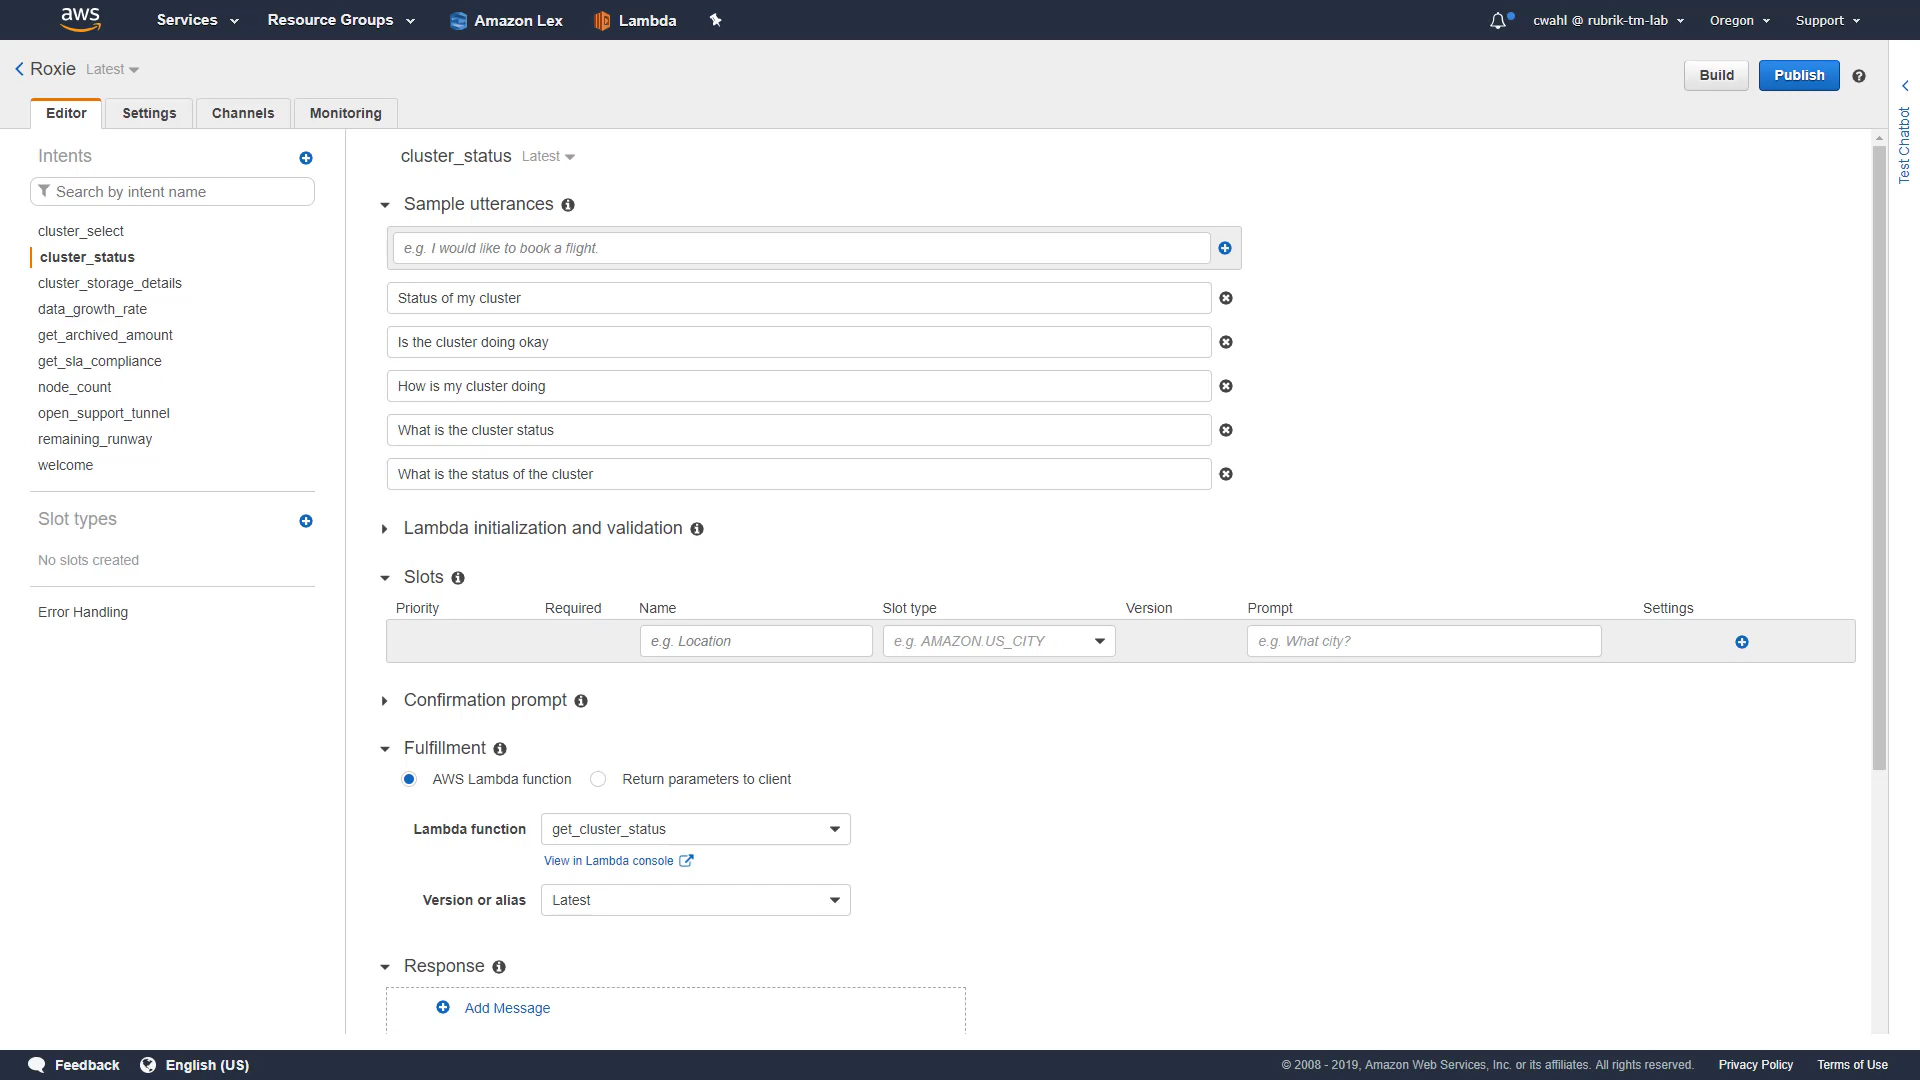 aws Services Resource Groups Amazon Lex Lambda cwahl @ rubrik-tm-lab Oregon Support
Roxie Latest
Build Publish
Editor Settings Channels Monitoring
Test Chatbot
Intents
Search by intent name
cluster_select
cluster_status
cluster_storage_details
data_growth_rate
get_archived_amount
get_sla_compliance
node_count
open_support_tunnel
remaining_runway
welcome
Slot types
No slots created
Error Handling
cluster_status Latest
Sample utterances
e.g. I would like to book a flight.
Status of my cluster
Is the cluster doing okay
How is my cluster doing
What is the cluster status
What is the status of the cluster
Lambda initialization and validation
Slots
Priority Required Name Slot type Version Prompt Settings
e.g. Location e.g. AMAZON.US_CITY e.g. What city?
Confirmation prompt
Fulfillment
AWS Lambda function Return parameters to client
Lambda function get_cluster_status
View in Lambda console
Version or alias Latest
Response
Add Message
Feedback English (US) © 2008 - 2019, Amazon Web Services, Inc. or its affiliates. All rights reserved. Privacy Policy Terms of Use